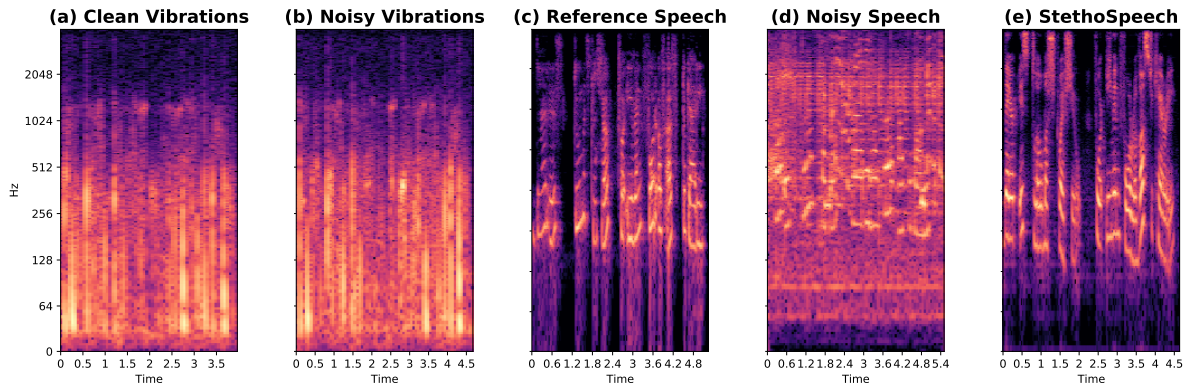 (a) Clean Vibrations (b) Noisy Vibrations (c) Reference Speech (d) Noisy Speech (e) StethoSpeech
2048
1024
512
256
128
64
0
Hz
0 0.5 1 1.5 2 2.5 3 3.5
Time
0 0.5 1 1.5 2 2.5 3 3.5 4 4.5
Time
0 0.6 1.2 1.8 2.4 3 3.6 4.2 4.8
Time
0.6 1.2 1.8 2.4 3 3.6 4.2 4.8 5.4
Time
0 0.5 1 1.5 2 2.5 3 3.5 4 4.5
Time